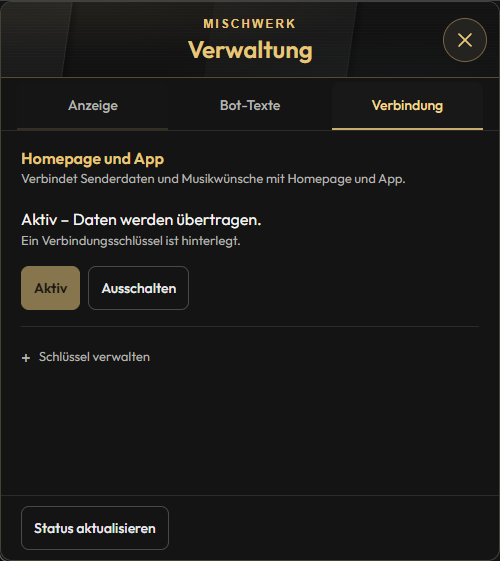 MISCHWERK
Verwaltung
Anzeige
Bot-Texte
Verbindung
Homepage und App
Verbindet Senderdaten und Musikwünsche mit Homepage und App.
Aktiv – Daten werden übertragen.
Ein Verbindungsschlüssel ist hinterlegt.
Aktiv
Ausschalten
+ Schlüssel verwalten
Status aktualisieren